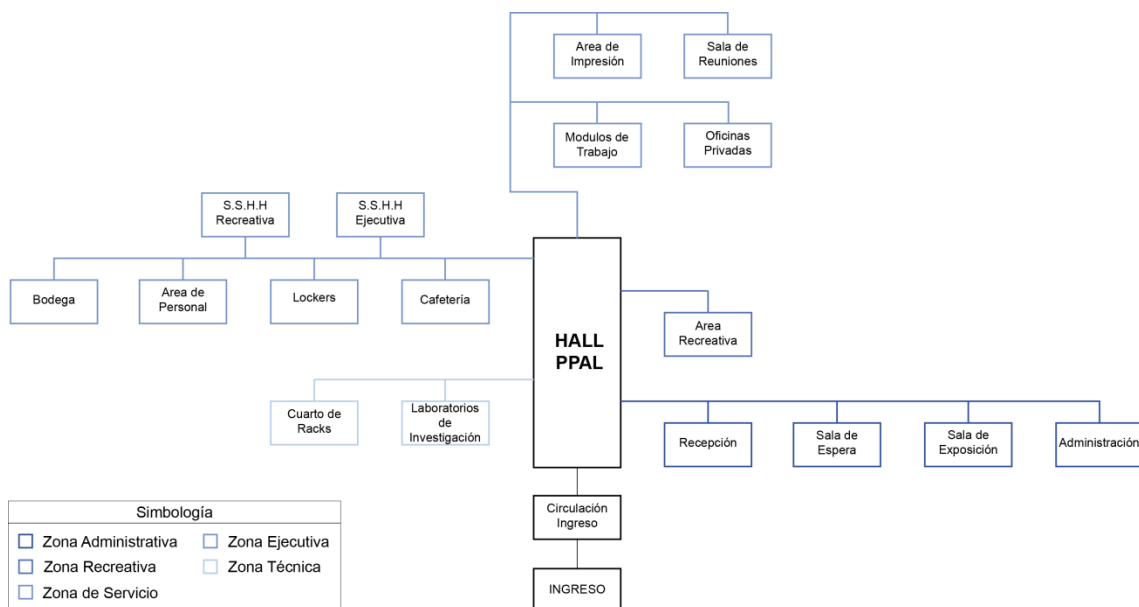 Area de
Impresión
Sala de
Reuniones
Modulos de
Trabajo
Oficinas
Privadas
S.S.H.H
Recreativa
S.S.H.H
Ejecutiva
Bodega
Area de
Personal
Lockers
Cafetería
HALL
PPAL
Area
Recreativa
Cuarto de
Racks
Laboratorios
de
Investigación
Recepción
Sala de
Espera
Sala de
Exposición
Administración
Circulación
Ingreso
INGRESO
Simbología
Zona Administrativa
Zona Ejecutiva
Zona Recreativa
Zona Técnica
Zona de Servicio